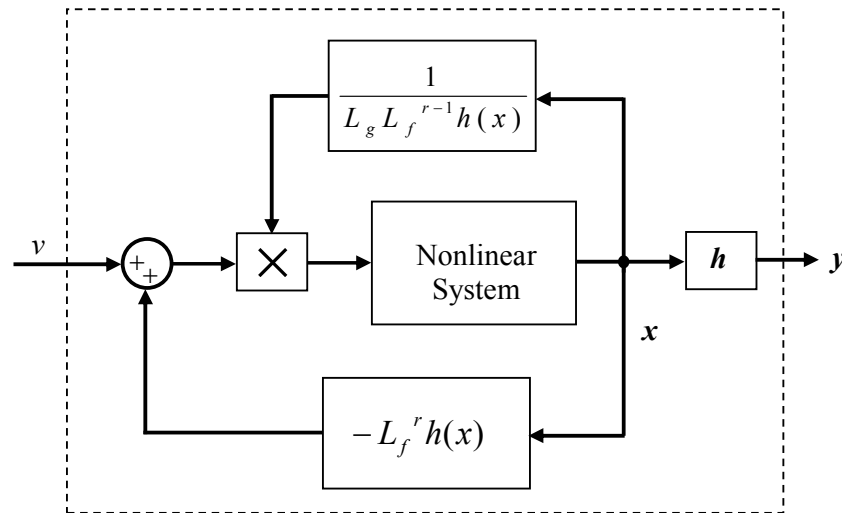 1
L_g L_f^{r-1} h(x)
v
+
+
×
Nonlinear
System
h
y
x
- L_f^r h(x)